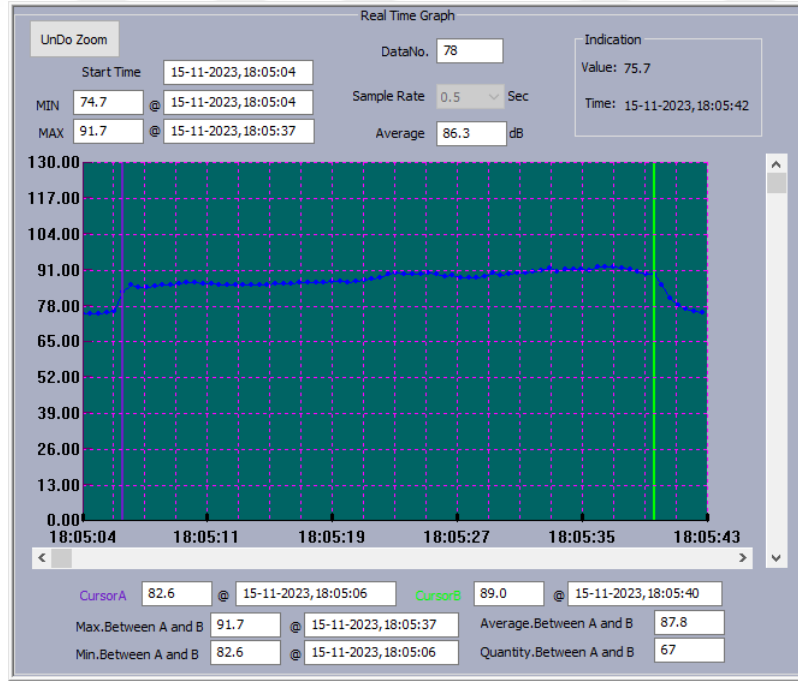 Real Time Graph
UnDo Zoom
DataNo. 78
Indication
Value: 75.7
Time: 15-11-2023,18:05:42
Start Time 15-11-2023,18:05:04
MIN 74.7 @ 15-11-2023,18:05:04
Sample Rate 0.5 Sec
MAX 91.7 @ 15-11-2023,18:05:37
Average 86.3 dB
130.00
117.00
104.00
91.00
78.00
65.00
52.00
39.00
26.00
13.00
0.00
18:05:04 18:05:11 18:05:19 18:05:27 18:05:35 18:05:43
CursorA 82.6 @ 15-11-2023,18:05:06 CursorB 89.0 @ 15-11-2023,18:05:40
Max.Between A and B 91.7 @ 15-11-2023,18:05:37 Average.Between A and B 87.8
Min.Between A and B 82.6 @ 15-11-2023,18:05:06 Quantity.Between A and B 67